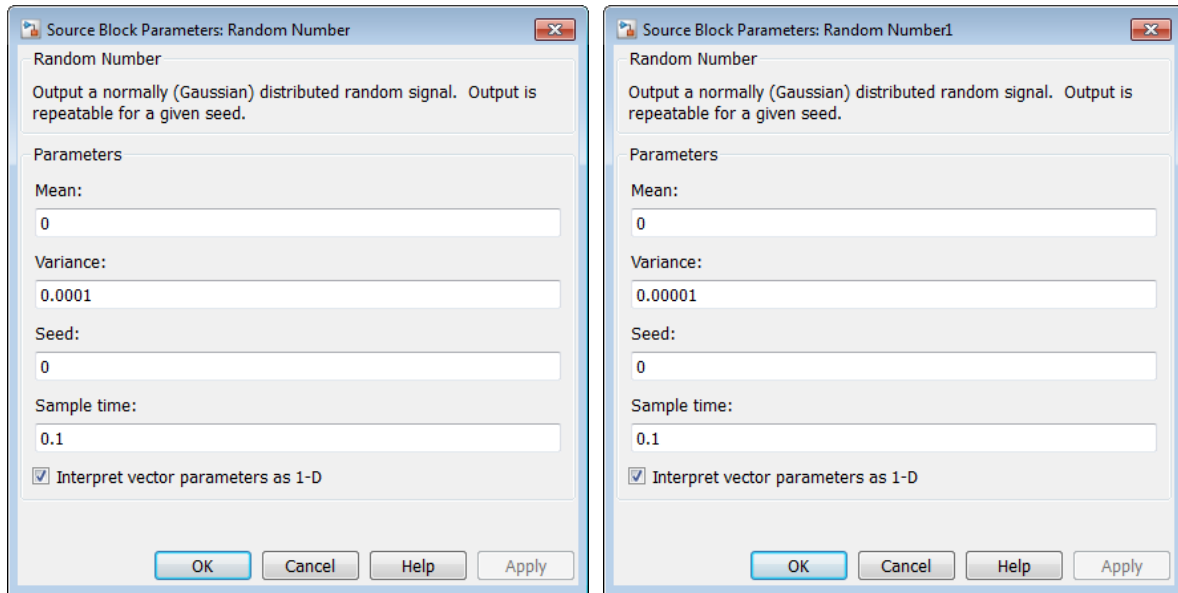 Source Block Parameters: Random Number
Random Number
Output a normally (Gaussian) distributed random signal.  Output is
repeatable for a given seed.
Parameters
Mean:
0
Variance:
0.0001
Seed:
0
Sample time:
0.1
Interpret vector parameters as 1-D
OK
Cancel
Help
Apply
Source Block Parameters: Random Number1
Random Number
Output a normally (Gaussian) distributed random signal.  Output is
repeatable for a given seed.
Parameters
Mean:
0
Variance:
0.00001
Seed:
0
Sample time:
0.1
Interpret vector parameters as 1-D
OK
Cancel
Help
Apply